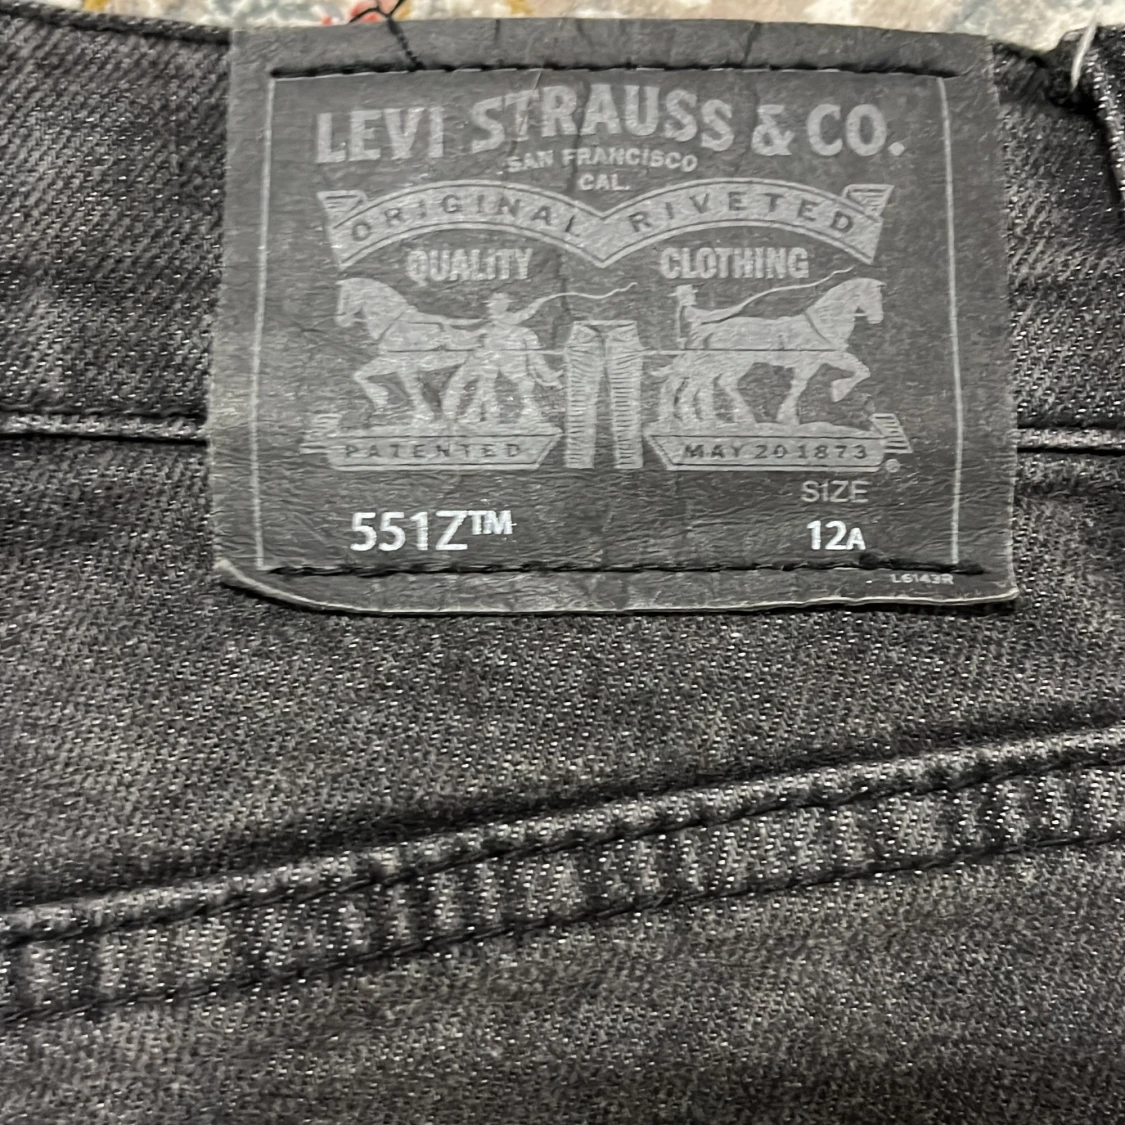 LEVI STRAUSS & CO.
SAN FRANCISCO
CAL.
ORIGINAL RIVETED
QUALITY CLOTHING
PATENTED MAY 20 1873 ®
SIZE
551Z™ 12A
L6143R